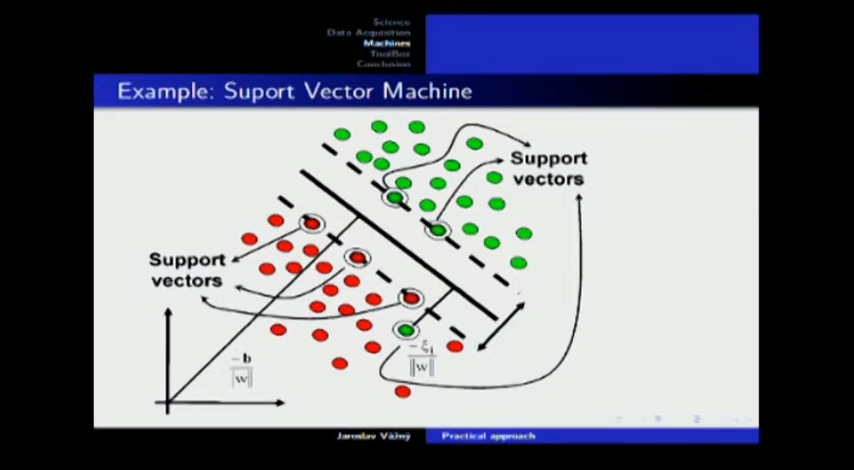 Science
Data Acquisition
Machines
ToolBox
Conclusion
Example: Suport Vector Machine
Support
vectors
Support
vectors
-b
|w|
-ξi
‖w‖
Jaroslav Vážný
Practical approach